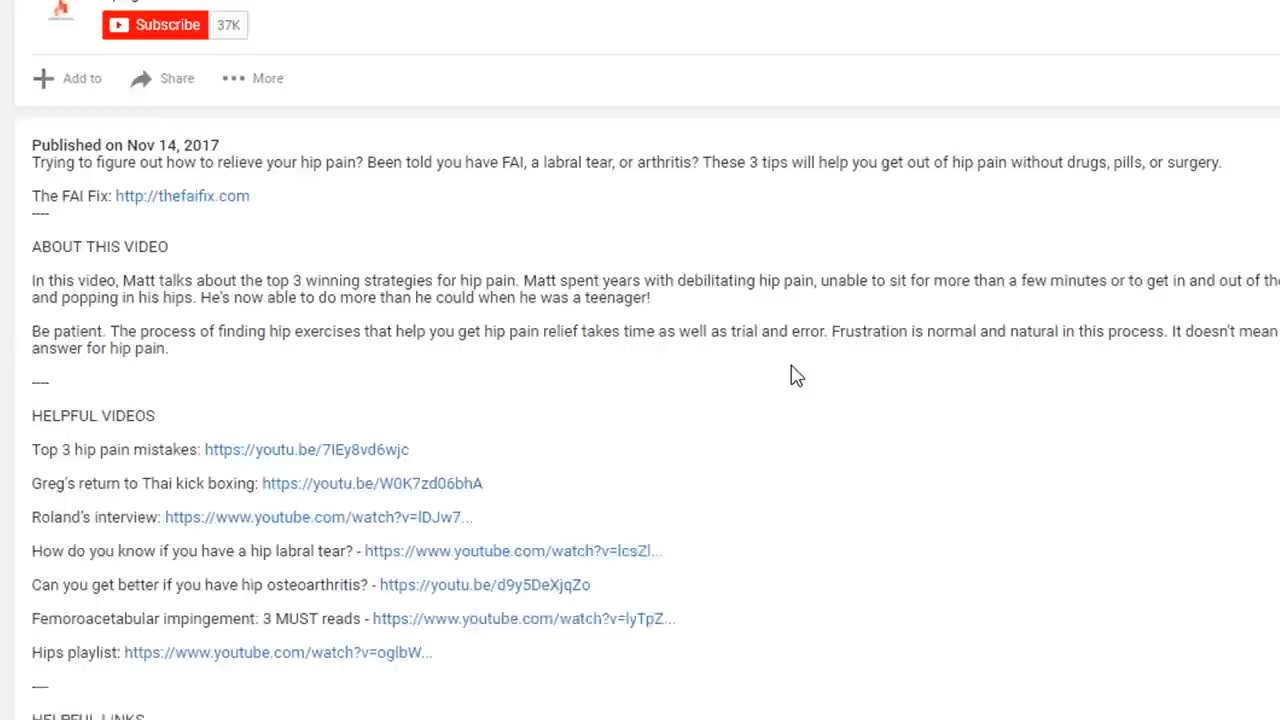 Subscribe 37K
Add to Share More
Published on Nov 14, 2017
Trying to figure out how to relieve your hip pain? Been told you have FAI, a labral tear, or arthritis? These 3 tips will help you get out of hip pain without drugs, pills, or surgery.
The FAI Fix: http://thefaifix.com
----
ABOUT THIS VIDEO
In this video, Matt talks about the top 3 winning strategies for hip pain. Matt spent years with debilitating hip pain, unable to sit for more than a few minutes or to get in and out of the
and popping in his hips. He's now able to do more than he could when he was a teenager!
Be patient. The process of finding hip exercises that help you get hip pain relief takes time as well as trial and error. Frustration is normal and natural in this process. It doesn't mean
answer for hip pain.
----
HELPFUL VIDEOS
Top 3 hip pain mistakes: https://youtu.be/7IEy8vd6wjc
Greg's return to Thai kick boxing: https://youtu.be/W0K7zd06bhA
Roland's interview: https://www.youtube.com/watch?v=lDJw7...
How do you know if you have a hip labral tear? - https://www.youtube.com/watch?v=lcsZl...
Can you get better if you have hip osteoarthritis? - https://youtu.be/d9y5DeXjqZo
Femoroacetabular impingement: 3 MUST reads - https://www.youtube.com/watch?v=lyTpZ...
Hips playlist: https://www.youtube.com/watch?v=oglbW...
----
HELPFUL LINKS